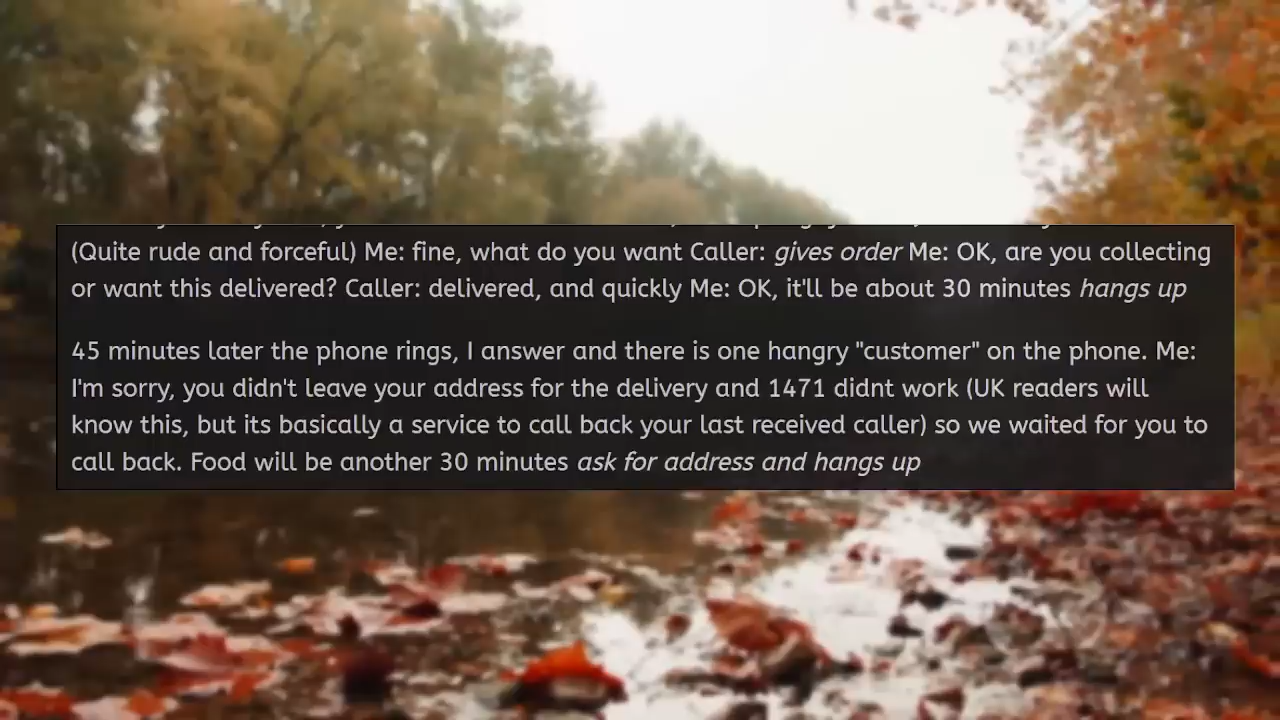 (Quite rude and forceful) Me: fine, what do you want Caller: gives order Me: OK, are you collecting
or want this delivered? Caller: delivered, and quickly Me: OK, it'll be about 30 minutes hangs up
45 minutes later the phone rings, I answer and there is one hangry "customer" on the phone. Me:
I'm sorry, you didn't leave your address for the delivery and 1471 didnt work (UK readers will
know this, but its basically a service to call back your last received caller) so we waited for you to
call back. Food will be another 30 minutes ask for address and hangs up